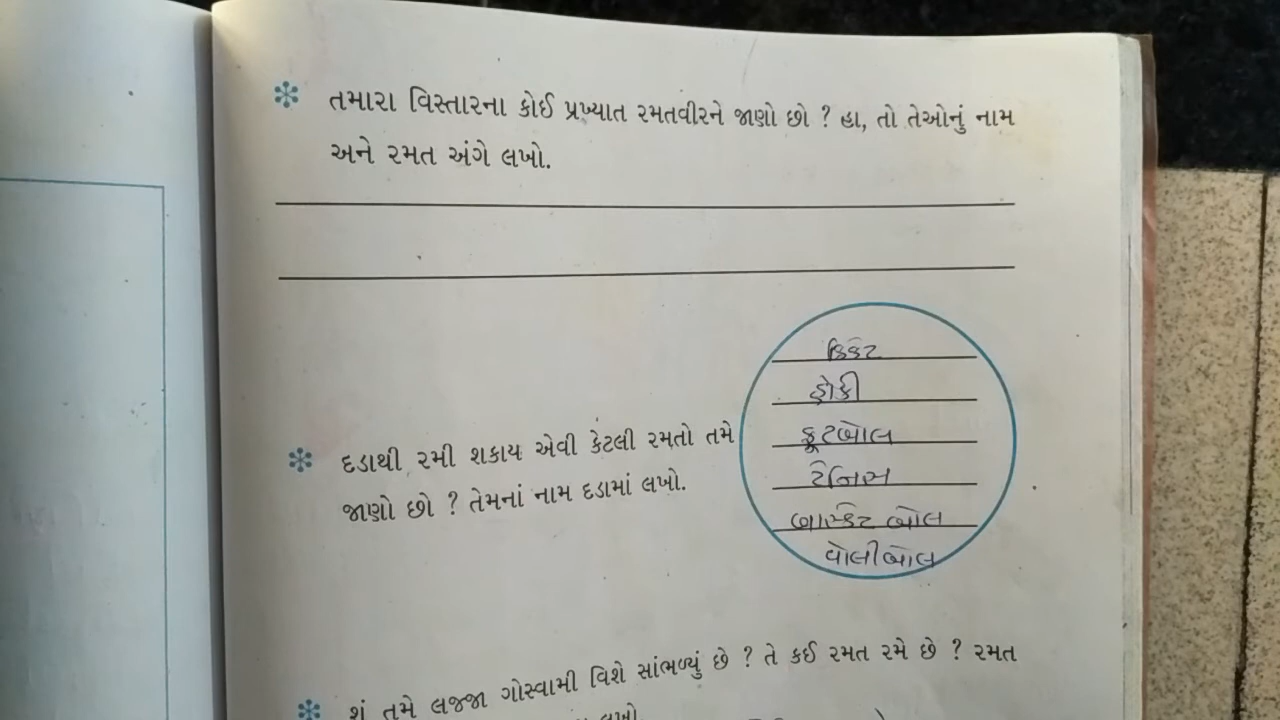 તમારા વિસ્તારના કોઈ પ્રખ્યાત રમતવીરને જાણો છો ? હા, તો તેઓનું નામ
અને રમત અંગે લખો.
ક્રિકેટ
હોકી
ફૂટબોલ
ટેનિસ
બાસ્કેટ બોલ
વોલીબોલ
દડાથી રમી શકાય એવી કેટલી રમતો તમે
જાણો છો ? તેમનાં નામ દડામાં લખો.
શું તમે લજ્જા ગોસ્વામી વિશે સાંભળ્યું છે ? તે કઈ રમત રમે છે ? રમત
લખો